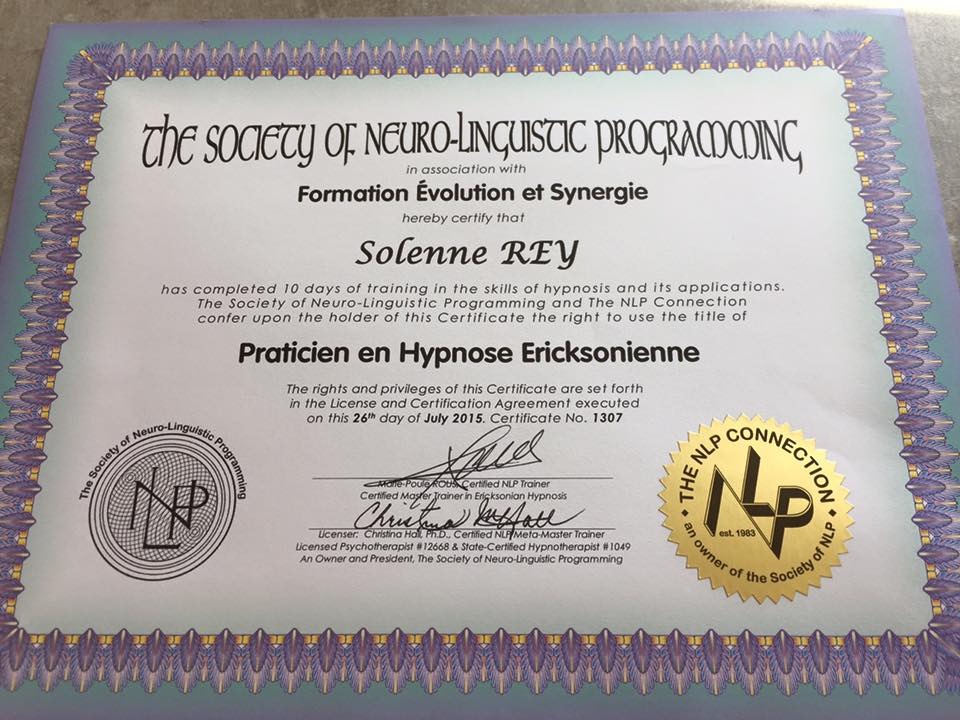 The Society of Neuro-Linguistic Programming
in association with
Formation Évolution et Synergie
hereby certify that
Solenne REY
has completed 10 days of training in the skills of hypnosis and its applications.
The Society of Neuro-Linguistic Programming and The NLP Connection
confer upon the holder of this Certificate the right to use the title of
Praticien en Hypnose Ericksonienne
The rights and privileges of this Certificate are set forth
in the License and Certification Agreement executed
on this 26th day of July 2015. Certificate No. 1307
Marie-Poule ROUS, Certified NLP Trainer
Certified Master Trainer in Ericksonian Hypnosis
Christina Hall
Licenser: Christina Hall, Ph.D., Certified NLP Meta-Master Trainer
Licensed Psychotherapist #12668 & State-Certified Hypnotherapist #1049
An Owner and President, The Society of Neuro-Linguistic Programming
The Society of Neuro-Linguistic Programming
NLP
THE NLP CONNECTION
NLP
est. 1983
an owner of the Society of NLP